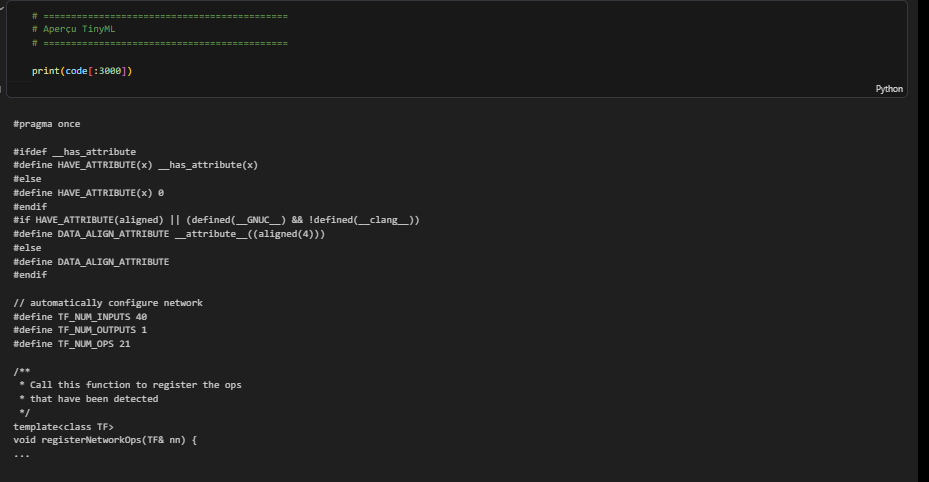 # ============================================
# Aperçu TinyML
# ============================================
print(code[:3000])
Python
#pragma once
#ifdef __has_attribute
#define HAVE_ATTRIBUTE(x) __has_attribute(x)
#else
#define HAVE_ATTRIBUTE(x) 0
#endif
#if HAVE_ATTRIBUTE(aligned) || (defined(__GNUC__) && !defined(__clang__))
#define DATA_ALIGN_ATTRIBUTE __attribute__((aligned(4)))
#else
#define DATA_ALIGN_ATTRIBUTE
#endif
// automatically configure network
#define TF_NUM_INPUTS 40
#define TF_NUM_OUTPUTS 1
#define TF_NUM_OPS 21
/**
 * Call this function to register the ops
 * that have been detected
 */
template<class TF>
void registerNetworkOps(TF& nn) {
...